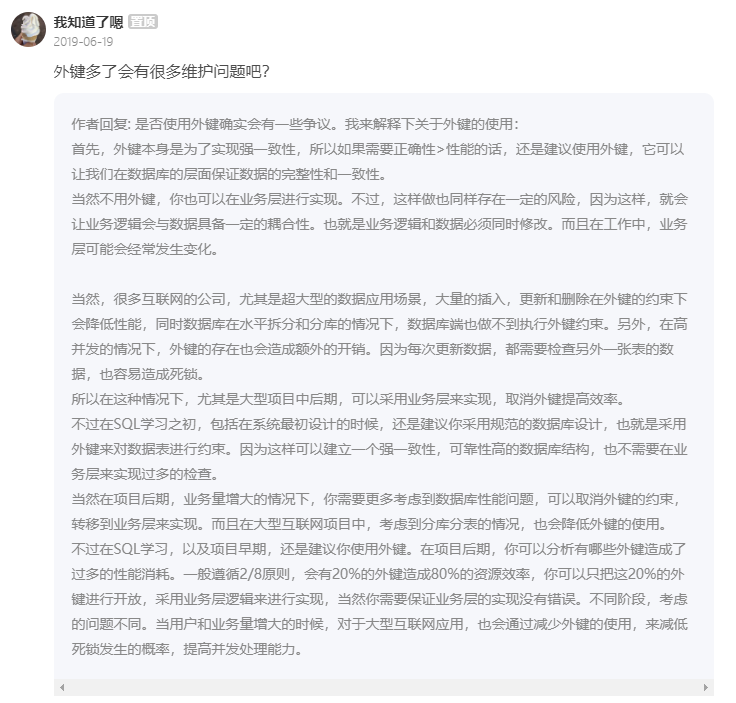 我知道了嗯 置顶
2019-06-19
外键多了会有很多维护问题吧？
作者回复: 是否使用外键确实会有一些争议。我来解释下关于外键的使用：
首先，外键本身是为了实现强一致性，所以如果需要正确性>性能的话，还是建议使用外键，它可以
让我们在数据库的层面保证数据的完整性和一致性。
当然不用外键，你也可以在业务层进行实现。不过，这样做也同样存在一定的风险，因为这样，就会
让业务逻辑会与数据具备一定的耦合性。也就是业务逻辑和数据必须同时修改。而且在工作中，业务
层可能会经常发生变化。
当然，很多互联网的公司，尤其是超大型的数据应用场景，大量的插入，更新和删除在外键的约束下
会降低性能，同时数据库在水平拆分和分库的情况下，数据库端也做不到执行外键约束。另外，在高
并发的情况下，外键的存在也会造成额外的开销。因为每次更新数据，都需要检查另外一张表的数
据，也容易造成死锁。
所以在这种情况下，尤其是大型项目中后期，可以采用业务层来实现，取消外键提高效率。
不过在SQL学习之初，包括在系统最初设计的时候，还是建议你采用规范的数据库设计，也就是采用
外键来对数据表进行约束。因为这样可以建立一个强一致性，可靠性高的数据库结构，也不需要在业
务层来实现过多的检查。
当然在项目后期，业务量增大的情况下，你需要更多考虑到数据库性能问题，可以取消外键的约束，
转移到业务层来实现。而且在大型互联网项目中，考虑到分库分表的情况，也会降低外键的使用。
不过在SQL学习，以及项目早期，还是建议你使用外键。在项目后期，你可以分析有哪些外键造成了
过多的性能消耗。一般遵循2/8原则，会有20%的外键造成80%的资源效率，你可以只把这20%的外
键进行开放，采用业务层逻辑来进行实现，当然你需要保证业务层的实现没有错误。不同阶段，考虑
的问题不同。当用户和业务量增大的时候，对于大型互联网应用，也会通过减少外键的使用，来减低
死锁发生的概率，提高并发处理能力。